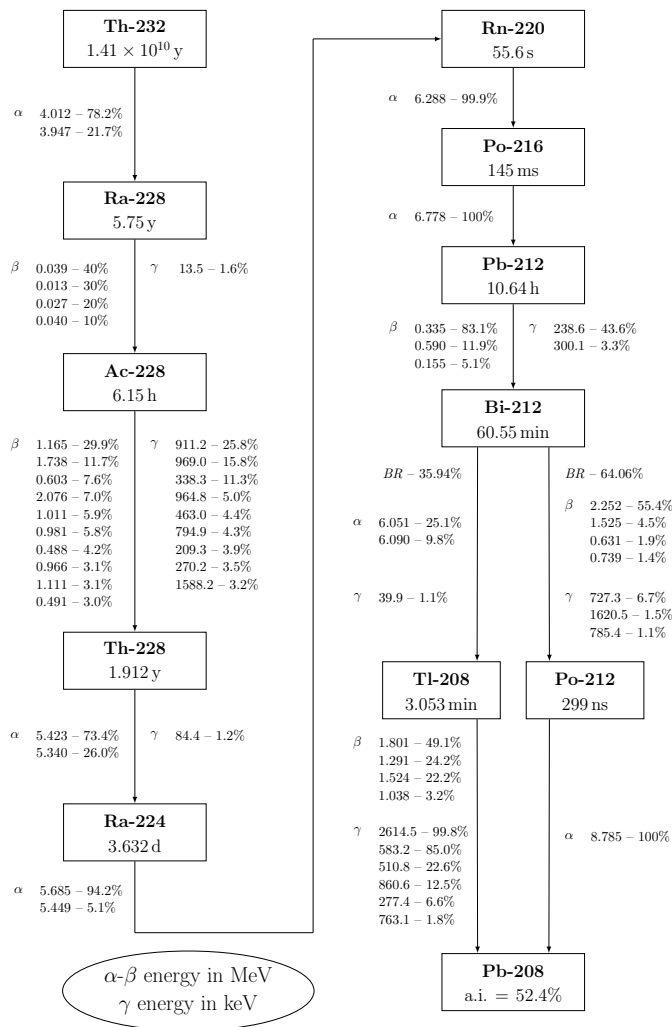 Th-232
1.41 × 10¹⁰ y
α 4.012 – 78.2%
3.947 – 21.7%
Ra-228
5.75 y
β 0.039 – 40% γ 13.5 – 1.6%
0.013 – 30%
0.027 – 20%
0.040 – 10%
Ac-228
6.15 h
β 1.165 – 29.9% γ 911.2 – 25.8%
1.738 – 11.7% 969.0 – 15.8%
0.603 – 7.6% 338.3 – 11.3%
2.076 – 7.0% 964.8 – 5.0%
1.011 – 5.9% 463.0 – 4.4%
0.981 – 5.8% 794.9 – 4.3%
0.488 – 4.2% 209.3 – 3.9%
0.966 – 3.1% 270.2 – 3.5%
1.111 – 3.1% 1588.2 – 3.2%
0.491 – 3.0%
Th-228
1.912 y
α 5.423 – 73.4% γ 84.4 – 1.2%
5.340 – 26.0%
Ra-224
3.632 d
α 5.685 – 94.2%
5.449 – 5.1%
α-β energy in MeV
γ energy in keV
Rn-220
55.6 s
α 6.288 – 99.9%
Po-216
145 ms
α 6.778 – 100%
Pb-212
10.64 h
β 0.335 – 83.1% γ 238.6 – 43.6%
0.590 – 11.9% 300.1 – 3.3%
0.155 – 5.1%
Bi-212
60.55 min
BR – 35.94% BR – 64.06%
α 6.051 – 25.1%
6.090 – 9.8%
β 2.252 – 55.4%
1.525 – 4.5%
0.631 – 1.9%
0.739 – 1.4%
γ 39.9 – 1.1% γ 727.3 – 6.7%
1620.5 – 1.5%
785.4 – 1.1%
Tl-208
3.053 min
Po-212
299 ns
β 1.801 – 49.1%
1.291 – 24.2%
1.524 – 22.2%
1.038 – 3.2%
γ 2614.5 – 99.8% α 8.785 – 100%
583.2 – 85.0%
510.8 – 22.6%
860.6 – 12.5%
277.4 – 6.6%
763.1 – 1.8%
Pb-208
a.i. = 52.4%